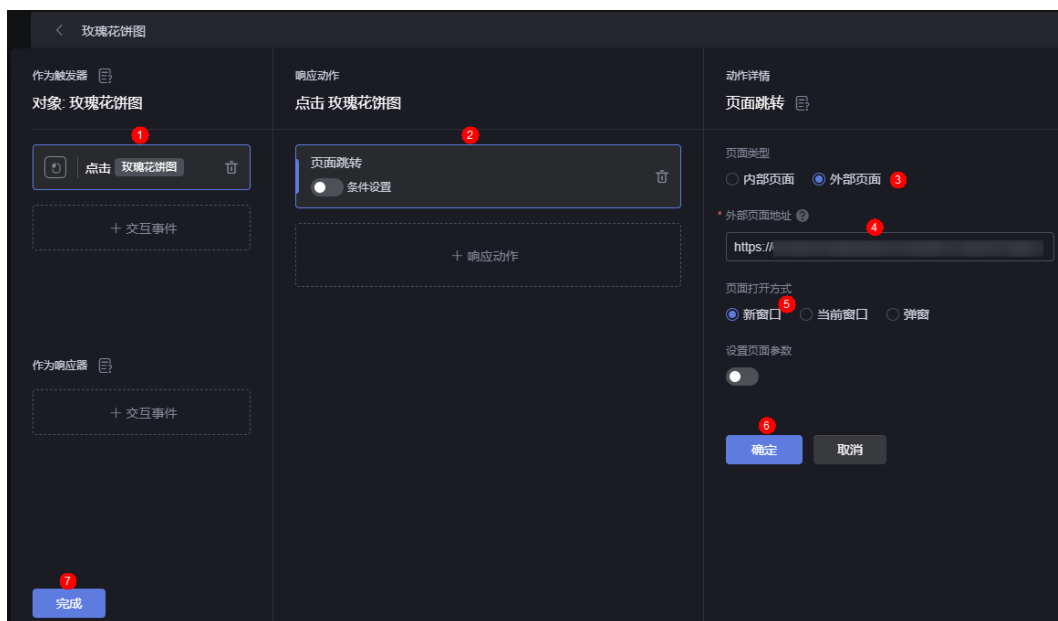 玫瑰花饼图
作为触发器
对象: 玫瑰花饼图
1
点击 玫瑰花饼图
+ 交互事件
作为响应器
+ 交互事件
7
完成
响应动作
点击 玫瑰花饼图
2
页面跳转
条件设置
+ 响应动作
动作详情
页面跳转
页面类型
内部页面 外部页面 3
* 外部页面地址 ?
4
https://
页面打开方式
5
新窗口 当前窗口 弹窗
设置页面参数
6
确定 取消